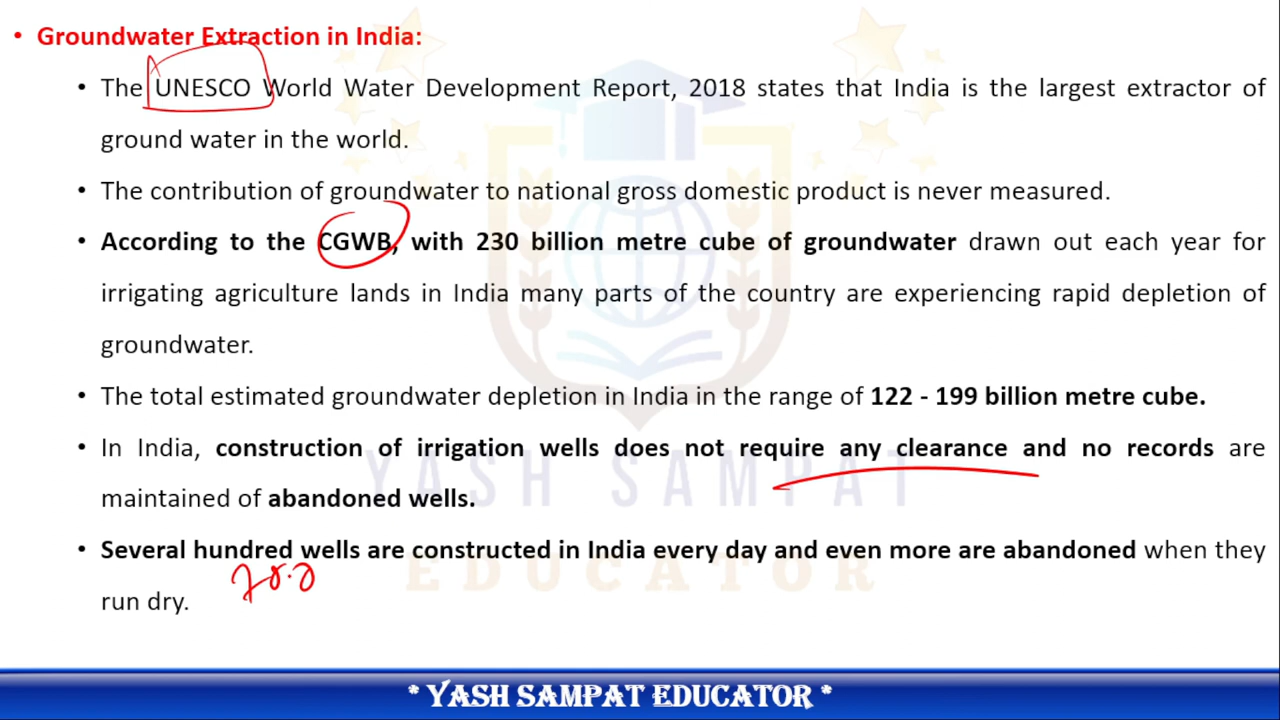 • Groundwater Extraction in India:
• The UNESCO World Water Development Report, 2018 states that India is the largest extractor of
ground water in the world.
• The contribution of groundwater to national gross domestic product is never measured.
• According to the CGWB, with 230 billion metre cube of groundwater drawn out each year for
irrigating agriculture lands in India many parts of the country are experiencing rapid depletion of
groundwater.
• The total estimated groundwater depletion in India in the range of 122 - 199 billion metre cube.
• In India, construction of irrigation wells does not require any clearance and no records are
maintained of abandoned wells.
YASH SAMPAT
• Several hundred wells are constructed in India every day and even more are abandoned when they
EDUCATOR
run dry.
* YASH SAMPAT EDUCATOR *